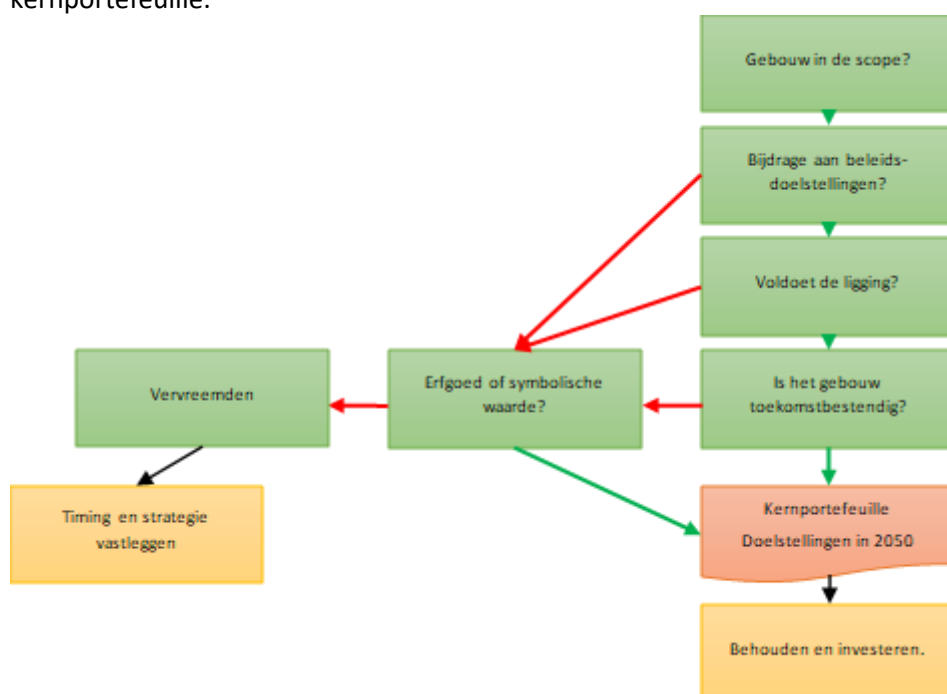 kernportefeuille.
Gebouw in de scope?
Bijdrage aan beleids-
doelstellingen?
Voldoet de ligging?
Vervreemden
Erfgoed of symbolische
waarde?
Is het gebouw
toekomstbestendig?
Timing en strategie
vastleggen
Kernportefeuille
Doelstellingen in 2050
Behouden en investeren.